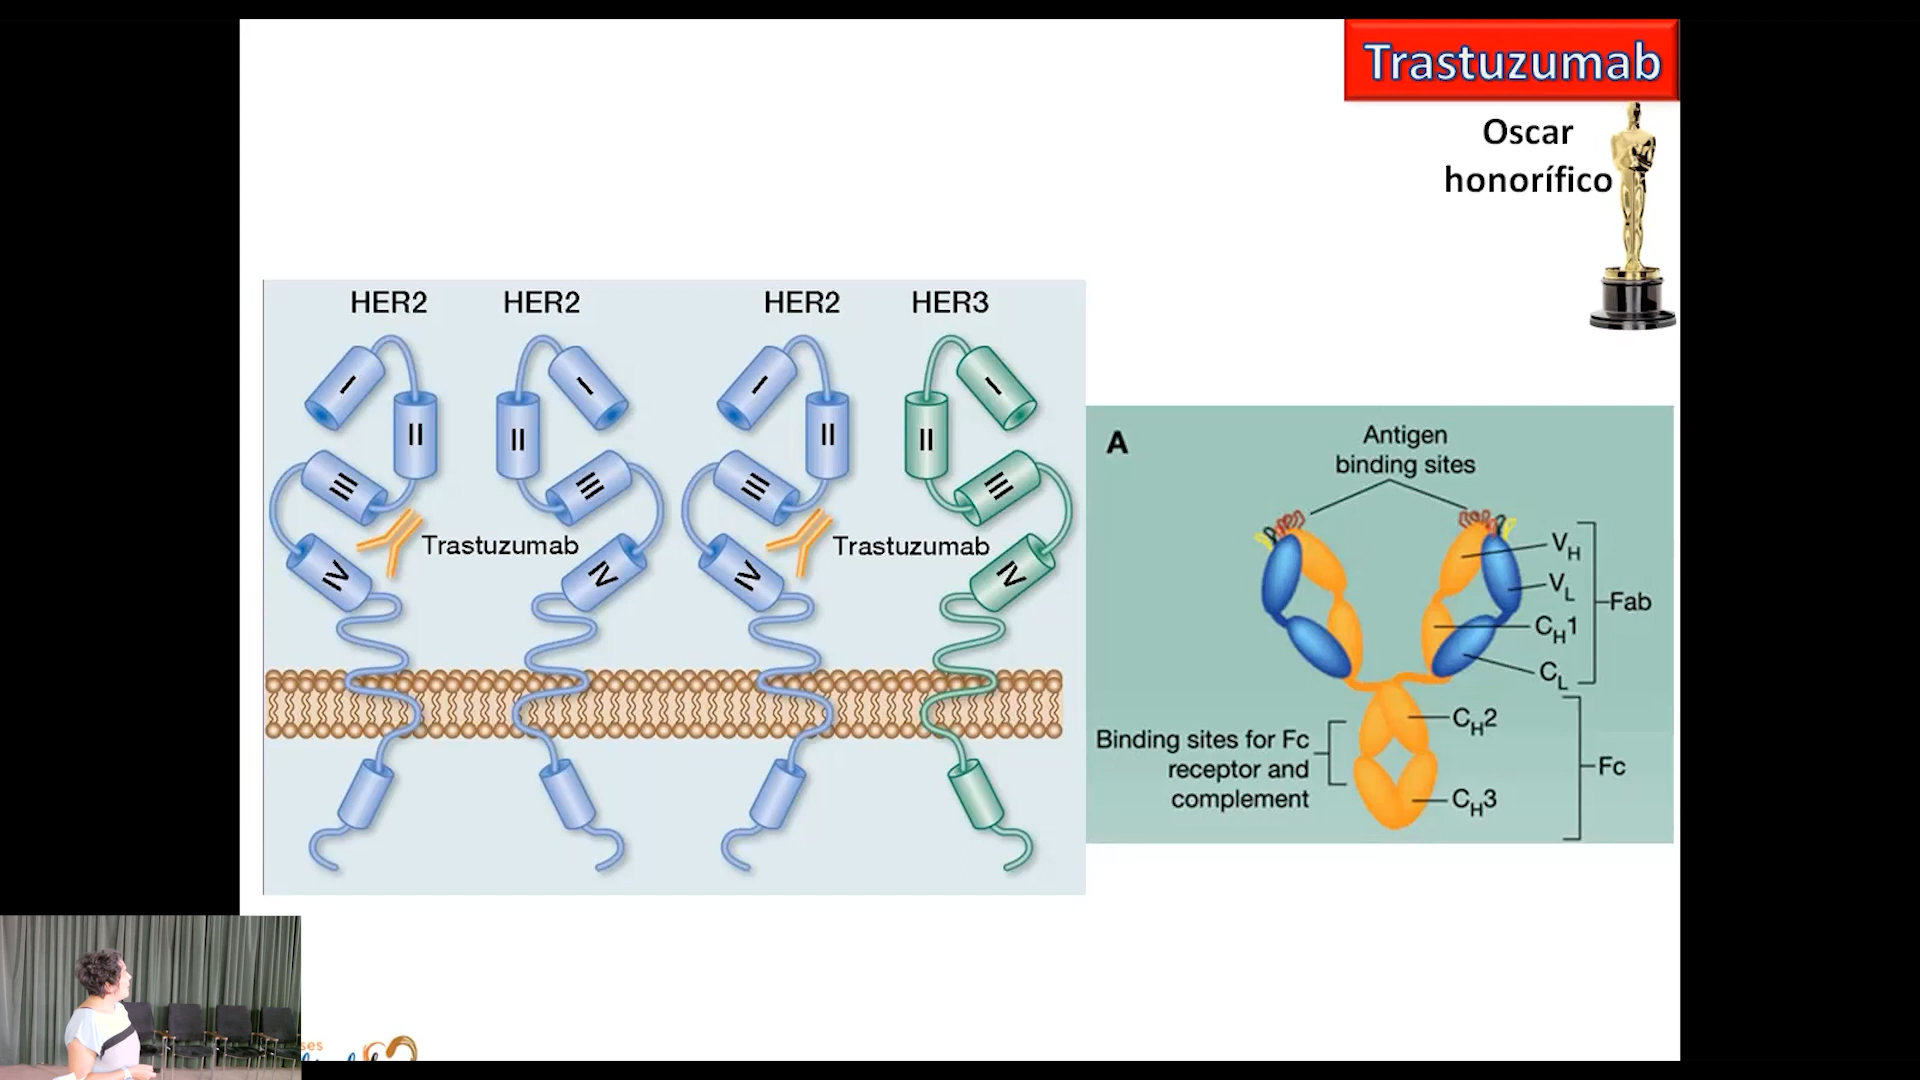 Trastuzumab
Oscar
honorífico
HER2
HER2
HER2
HER3
I
II
III
IV
Trastuzumab
I
II
III
IV
I
II
III
IV
Trastuzumab
I
II
III
IV
A
Antigen
binding sites
VH
VL
CH1
CL
Fab
Binding sites for Fc
receptor and
complement
CH2
CH3
Fc
ses